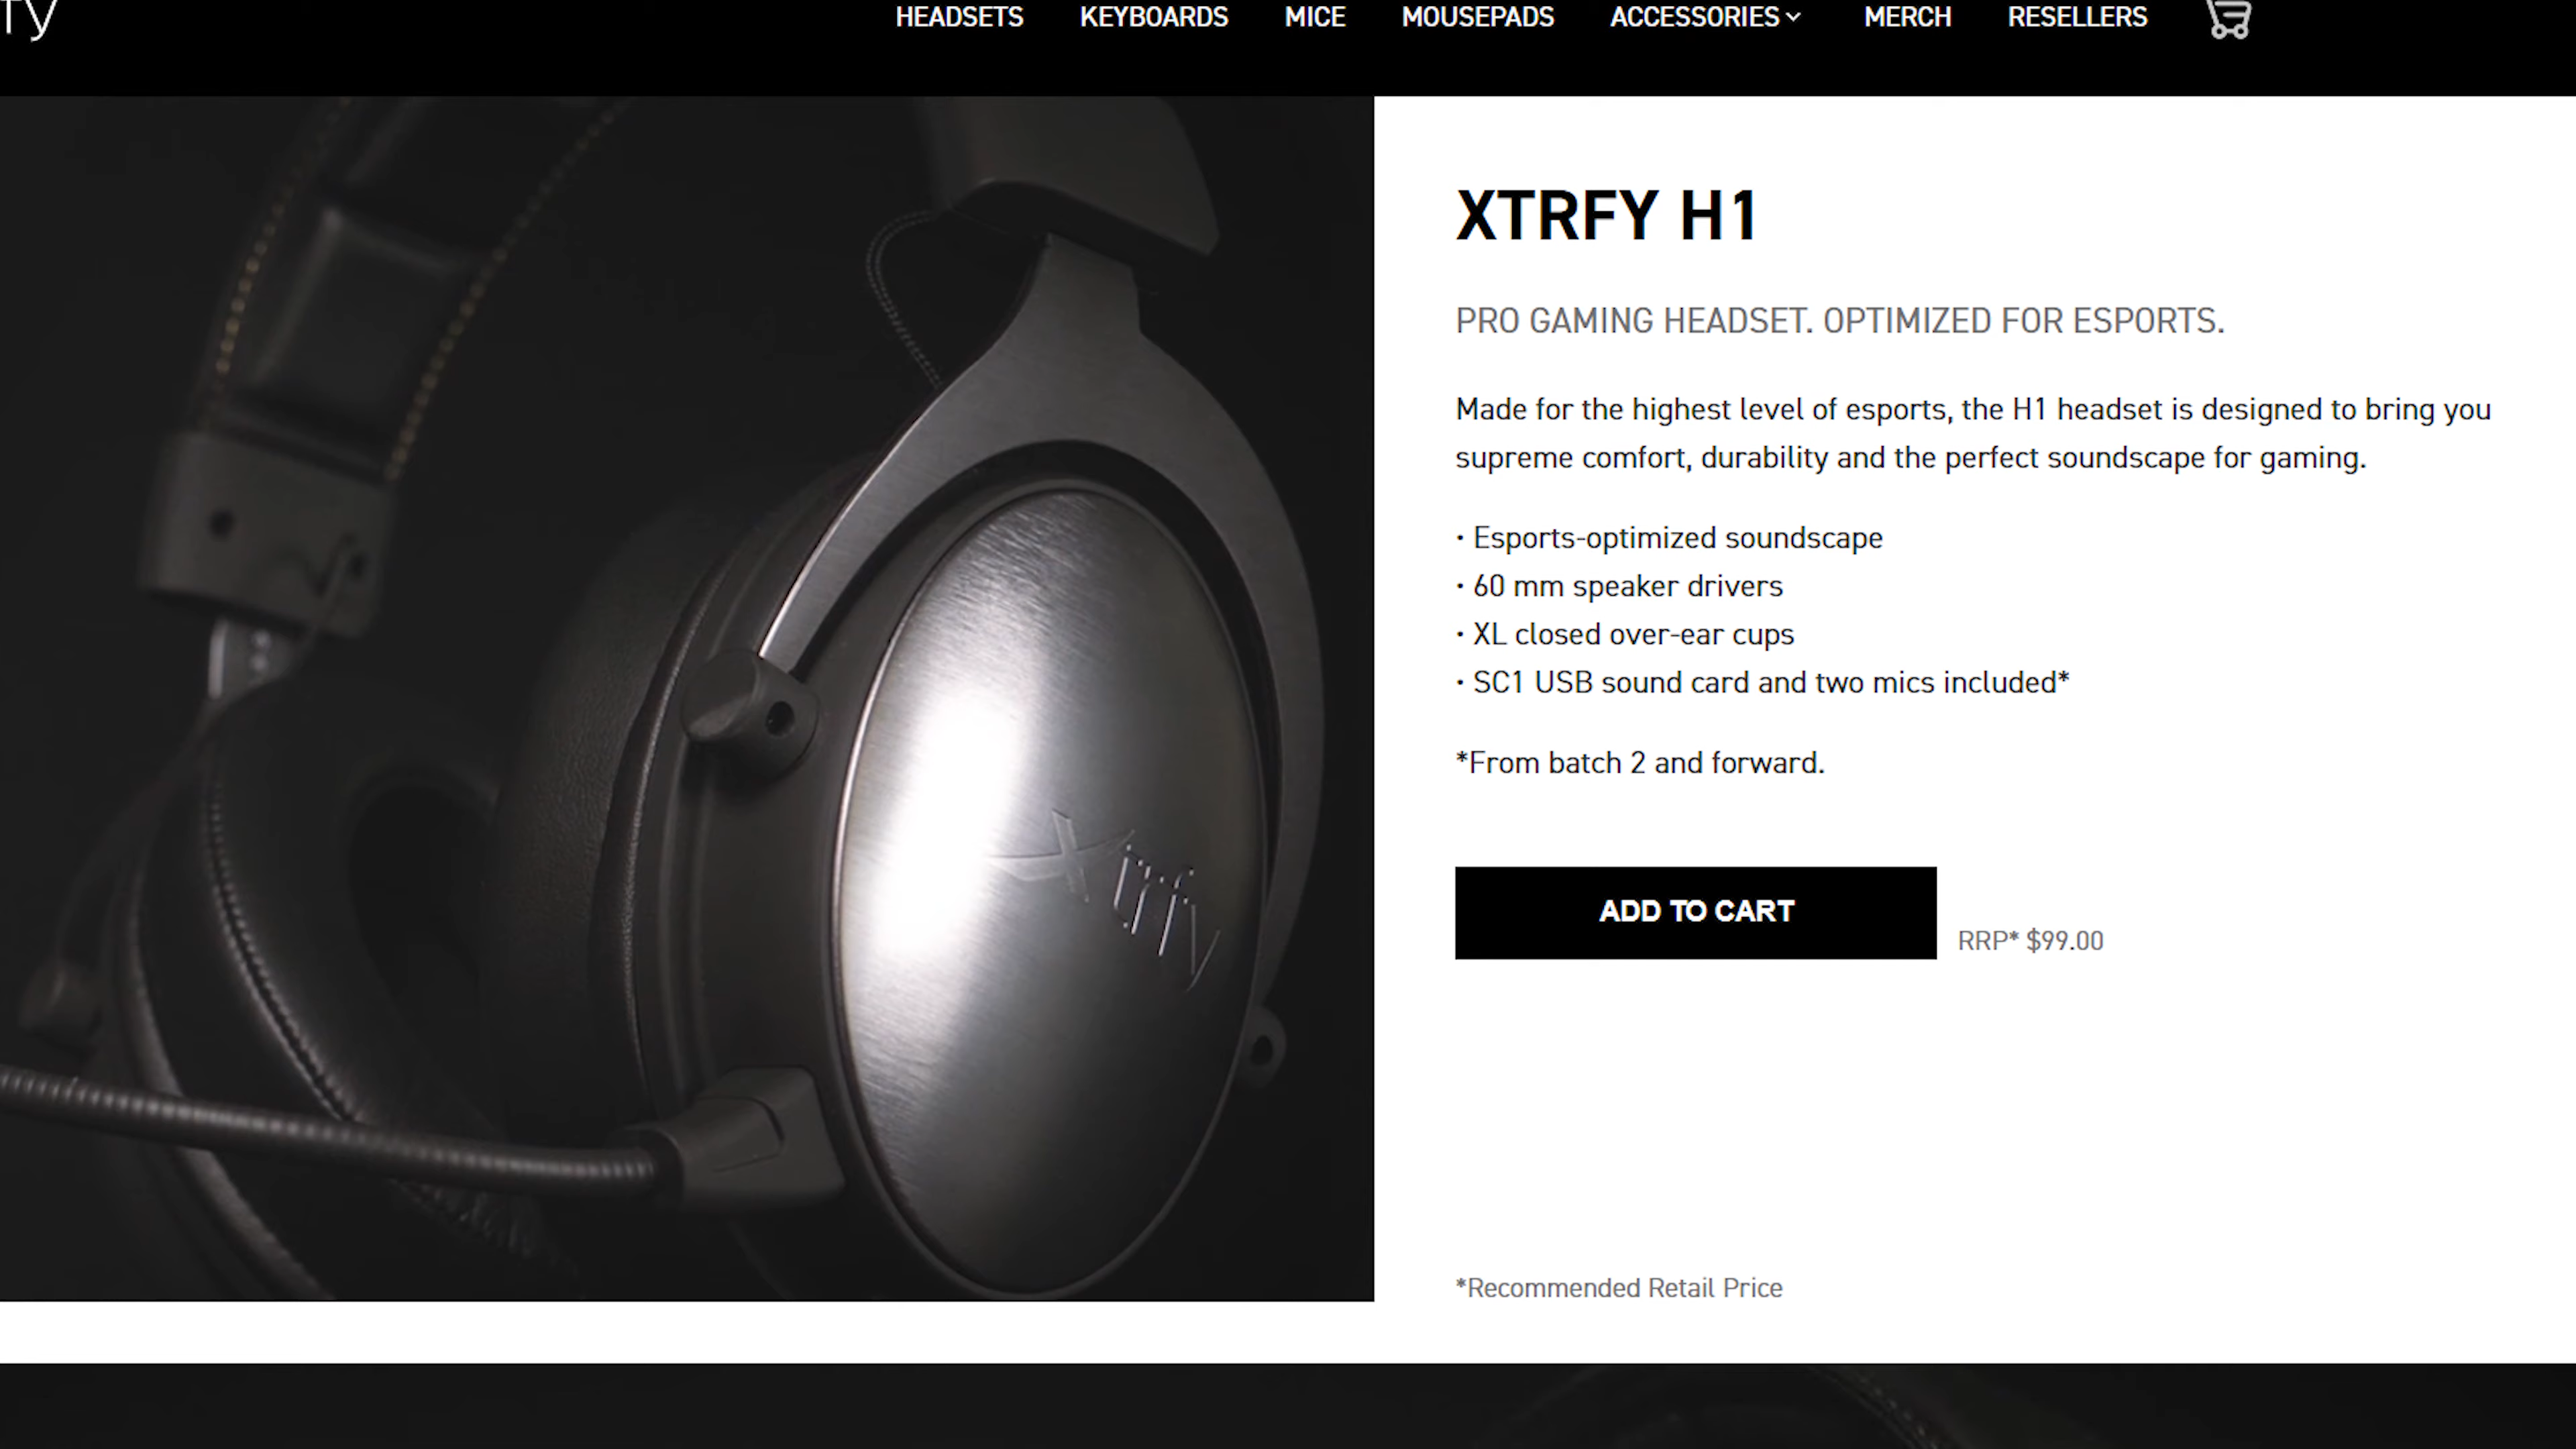 HEADSETS KEYBOARDS MICE MOUSEPADS ACCESSORIES MERCH RESELLERS
XTRFY H1
PRO GAMING HEADSET. OPTIMIZED FOR ESPORTS.
Made for the highest level of esports, the H1 headset is designed to bring you
supreme comfort, durability and the perfect soundscape for gaming.
· Esports-optimized soundscape
· 60 mm speaker drivers
· XL closed over-ear cups
· SC1 USB sound card and two mics included*
*From batch 2 and forward.
ADD TO CART
RRP* $99.00
*Recommended Retail Price
Xtrfy